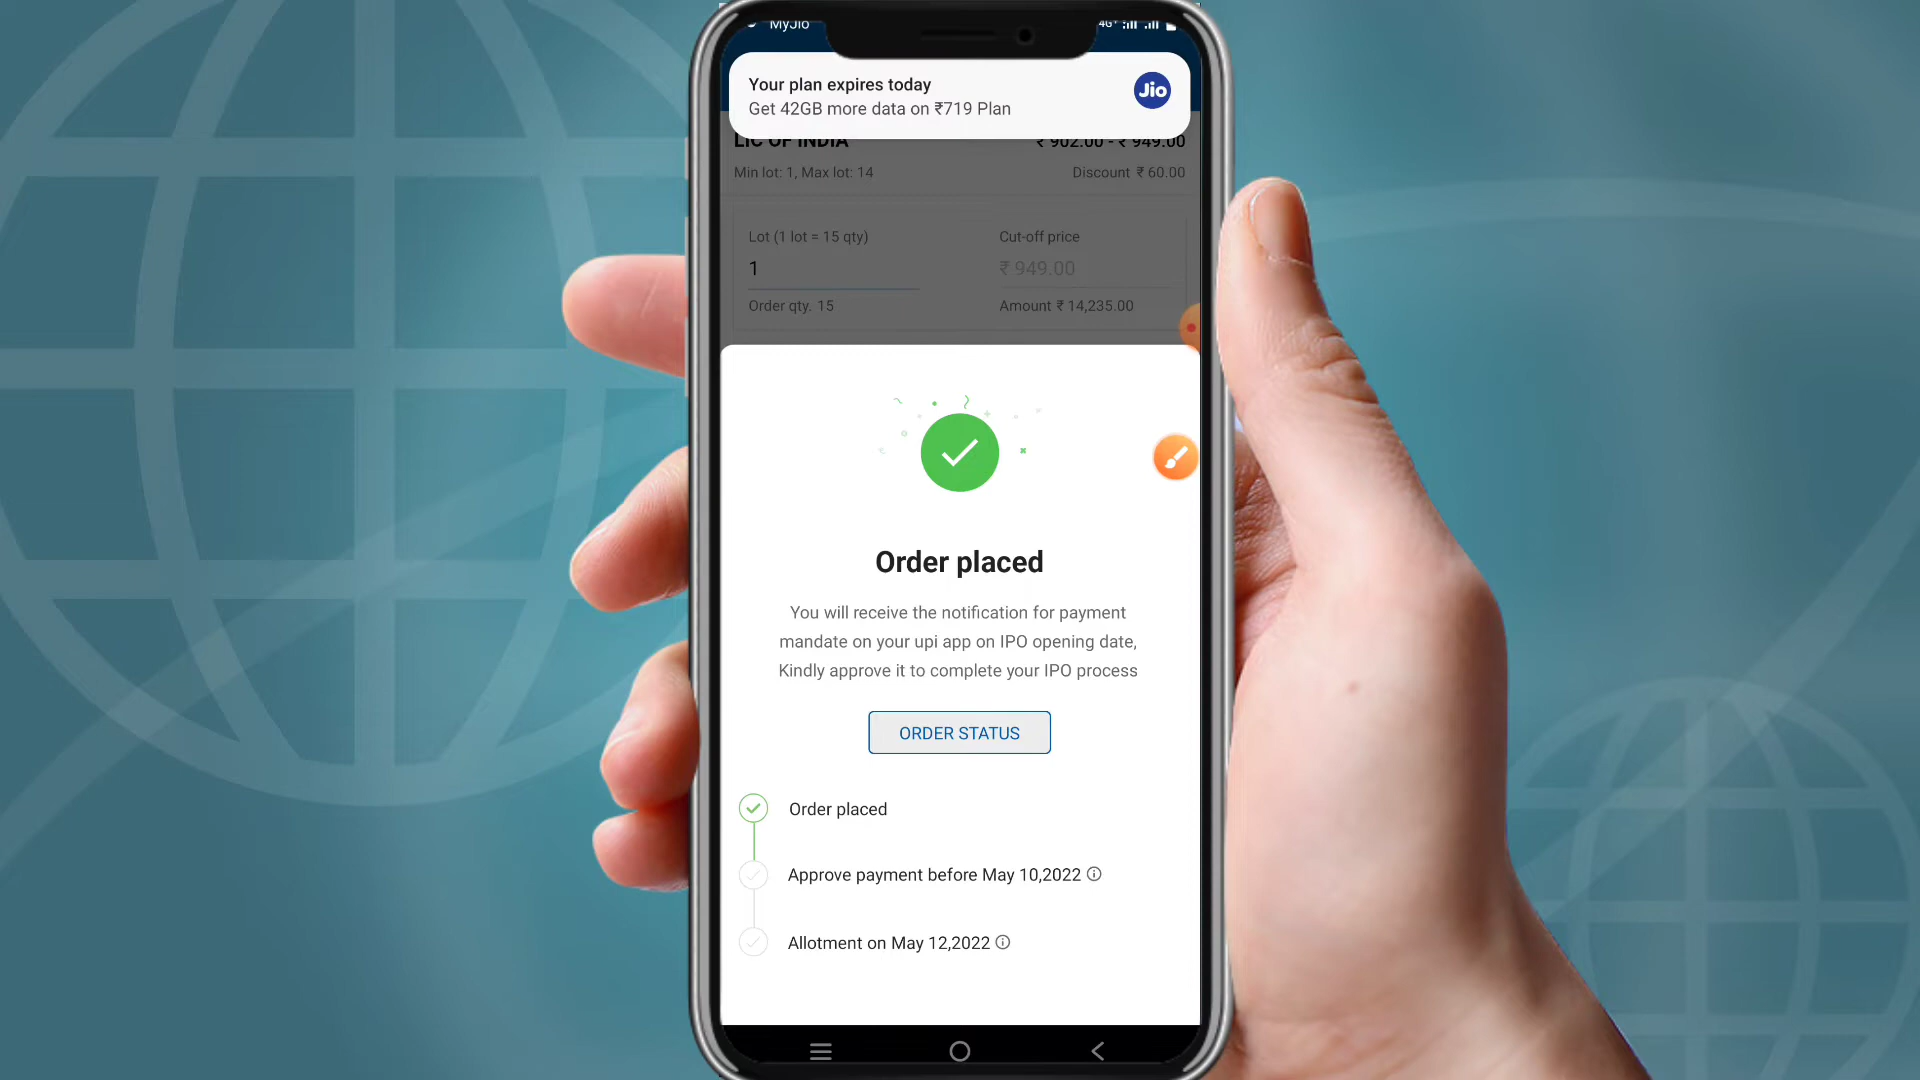 MyJio
4G+
Your plan expires today
Get 42GB more data on ₹719 Plan
Jio
LIC OF INDIA
₹ 902.00 - ₹ 949.00
Min lot: 1, Max lot: 14
Discount ₹ 60.00
Lot (1 lot = 15 qty)
Cut-off price
1
₹ 949.00
Order qty. 15
Amount ₹ 14,235.00
Order placed
You will receive the notification for payment
mandate on your upi app on IPO opening date,
Kindly approve it to complete your IPO process
ORDER STATUS
Order placed
Approve payment before May 10,2022
Allotment on May 12,2022